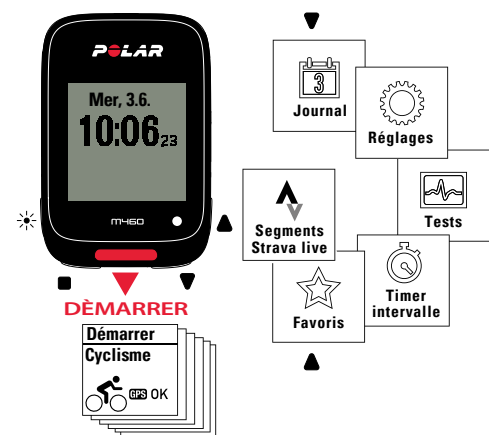 POLAR
Mer, 3.6.
10:06 23
M460
DÈMARRER
Démarrer
Cyclisme
GPS OK
3
Journal
Réglages
Tests
Segments
Strava live
Timer
intervalle
Favoris